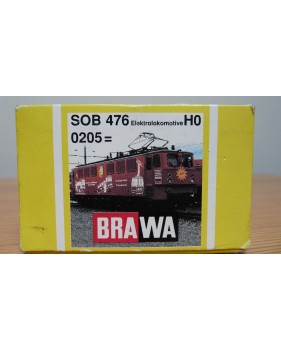 SOB 476 Elektrolokomotive H0
0205=
BRAWA